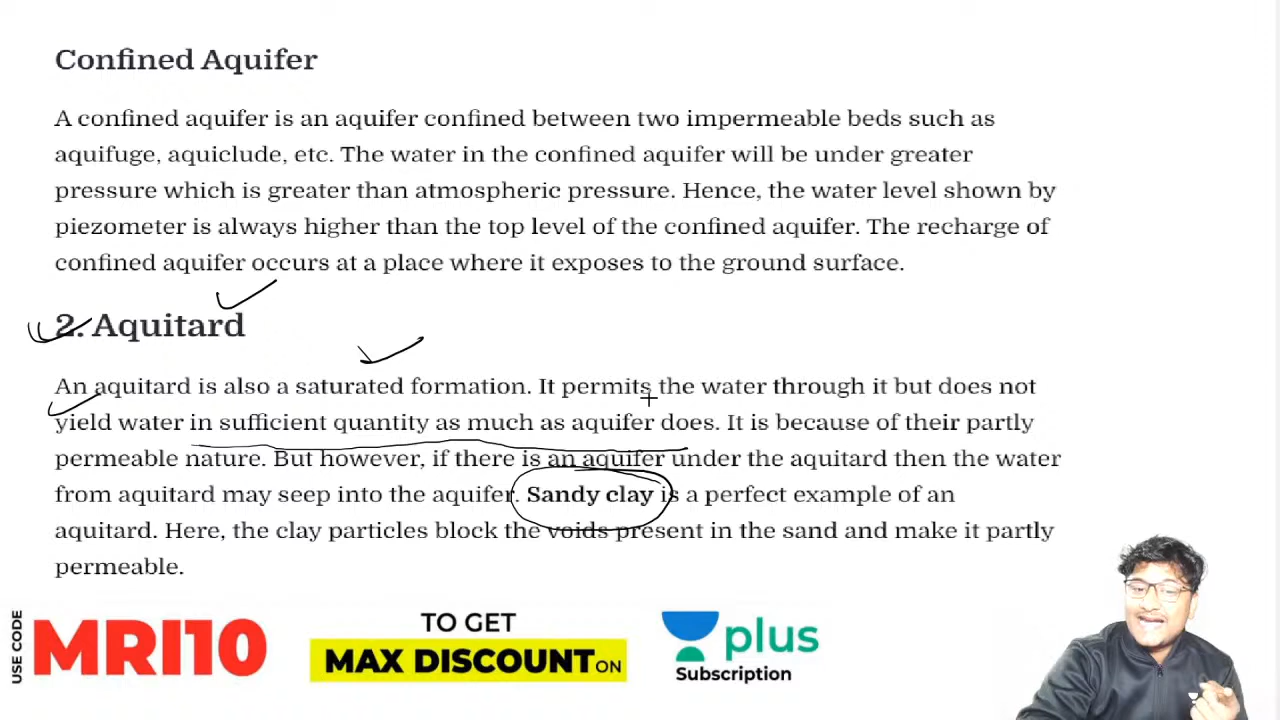 Confined Aquifer
A confined aquifer is an aquifer confined between two impermeable beds such as
aquifuge, aquiclude, etc. The water in the confined aquifer will be under greater
pressure which is greater than atmospheric pressure. Hence, the water level shown by
piezometer is always higher than the top level of the confined aquifer. The recharge of
confined aquifer occurs at a place where it exposes to the ground surface.
2. Aquitard
An aquitard is also a saturated formation. It permits the water through it but does not
yield water in sufficient quantity as much as aquifer does. It is because of their partly
permeable nature. But however, if there is an aquifer under the aquitard then the water
from aquitard may seep into the aquifer. Sandy clay is a perfect example of an
aquitard. Here, the clay particles block the voids present in the sand and make it partly
permeable.
USE CODE
MRI10
TO GET
MAX DISCOUNT ON
plus
Subscription